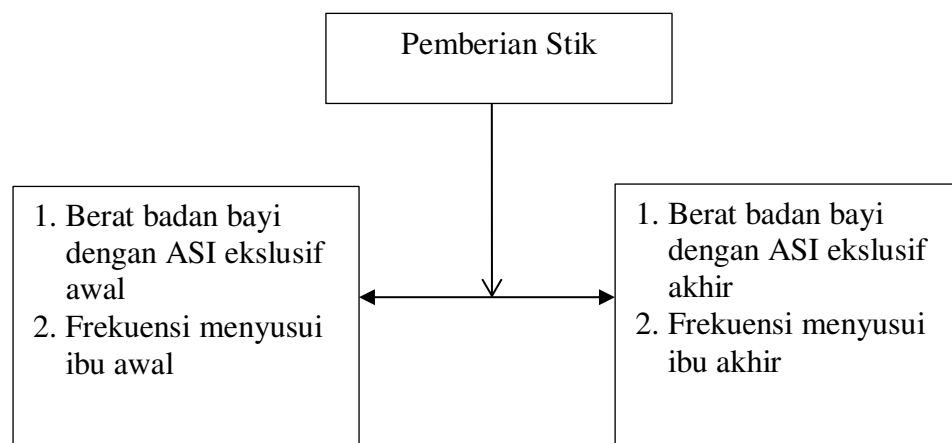 Pemberian Stik
1. Berat badan bayi
dengan ASI ekslusif
awal
2. Frekuensi menyusui
ibu awal
1. Berat badan bayi
dengan ASI ekslusif
akhir
2. Frekuensi menyusui
ibu akhir